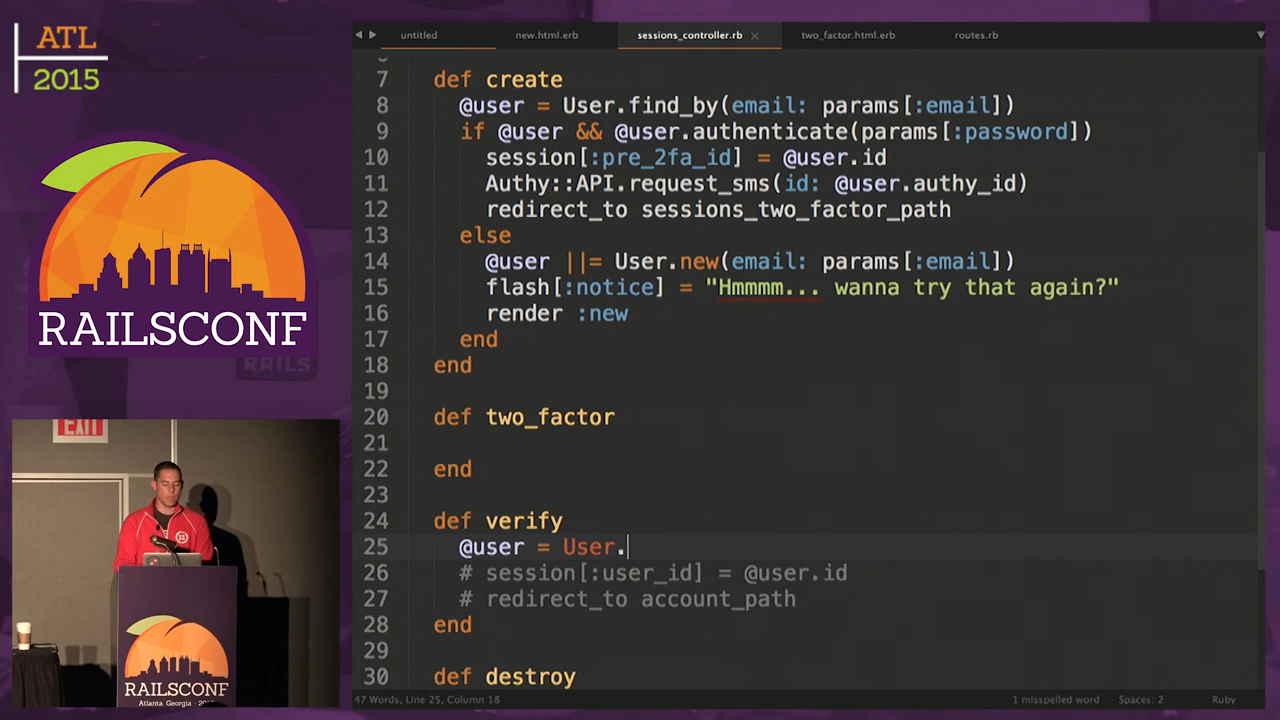 ATL
2015
RAILSCONF
RAILS
EXIT
RAILSCONF
Atlanta, Georgia
untitled
new.html.erb
sessions_controller.rb
two_factor.html.erb
routes.rb
7 def create
8 @user = User.find_by(email: params[:email])
9 if @user && @user.authenticate(params[:password])
10 session[:pre_2fa_id] = @user.id
11 Authy::API.request_sms(id: @user.authy_id)
12 redirect_to sessions_two_factor_path
13 else
14 @user ||= User.new(email: params[:email])
15 flash[:notice] = "Hmmmm... wanna try that again?"
16 render :new
17 end
18 end
19
20 def two_factor
21
22 end
23
24 def verify
25 @user = User.
26 # session[:user_id] = @user.id
27 # redirect_to account_path
28 end
29
30 def destroy
47 Words, Line 25, Column 18
1 misspelled word
Spaces: 2
Ruby